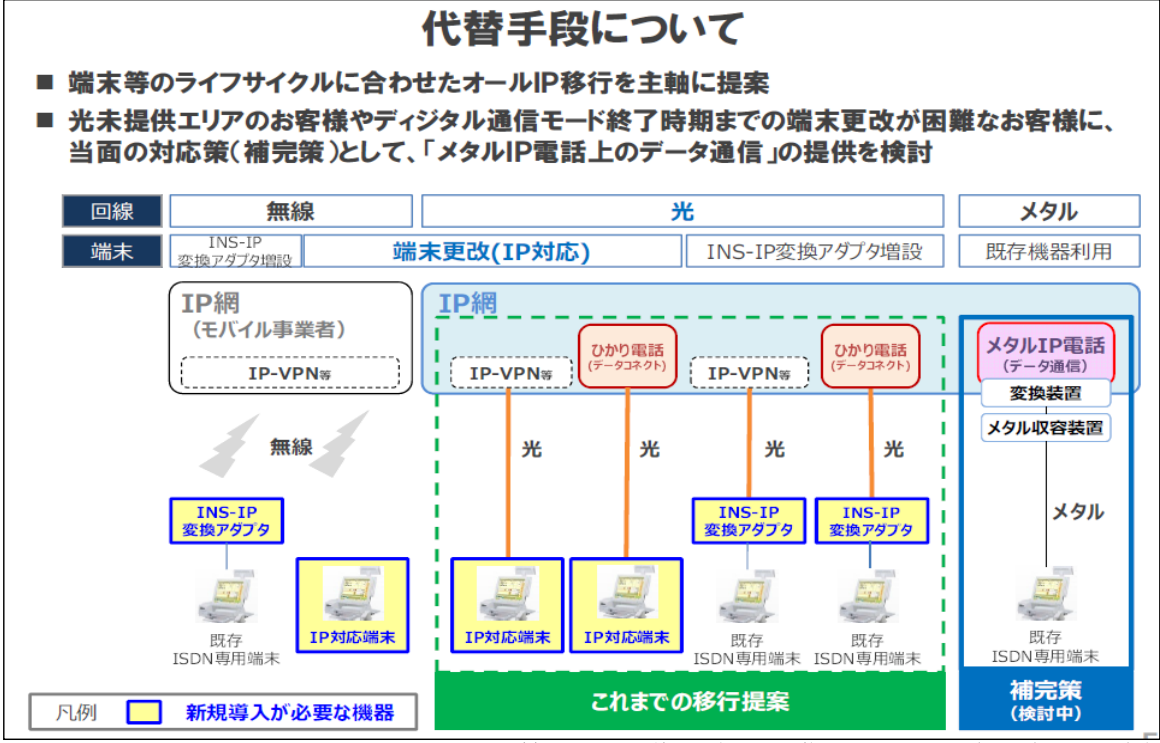 代替手段について
■ 端末等のライフサイクルに合わせたオールIP移行を主軸に提案
■ 光未提供エリアのお客様やディジタル通信モード終了時期までの端末更改が困難なお客様に、
当面の対応策(補完策)として、「メタルIP電話上のデータ通信」の提供を検討
回線 無線 光 メタル
端末 INS-IP
変換アダプタ増設 端末更改(IP対応) INS-IP変換アダプタ増設 既存機器利用
IP網
(モバイル事業者)
IP-VPN等
無線
INS-IP
変換アダプタ
既存
ISDN専用端末
IP対応端末
IP網
IP-VPN等
ひかり電話
(データコネクト)
IP-VPN等
ひかり電話
(データコネクト)
光 光 光 光
INS-IP
変換アダプタ
INS-IP
変換アダプタ
IP対応端末
IP対応端末
既存
ISDN専用端末
既存
ISDN専用端末
これまでの移行提案
メタルIP電話
(データ通信)
変換装置
メタル収容装置
メタル
既存
ISDN専用端末
補完策
(検討中)
凡例 新規導入が必要な機器